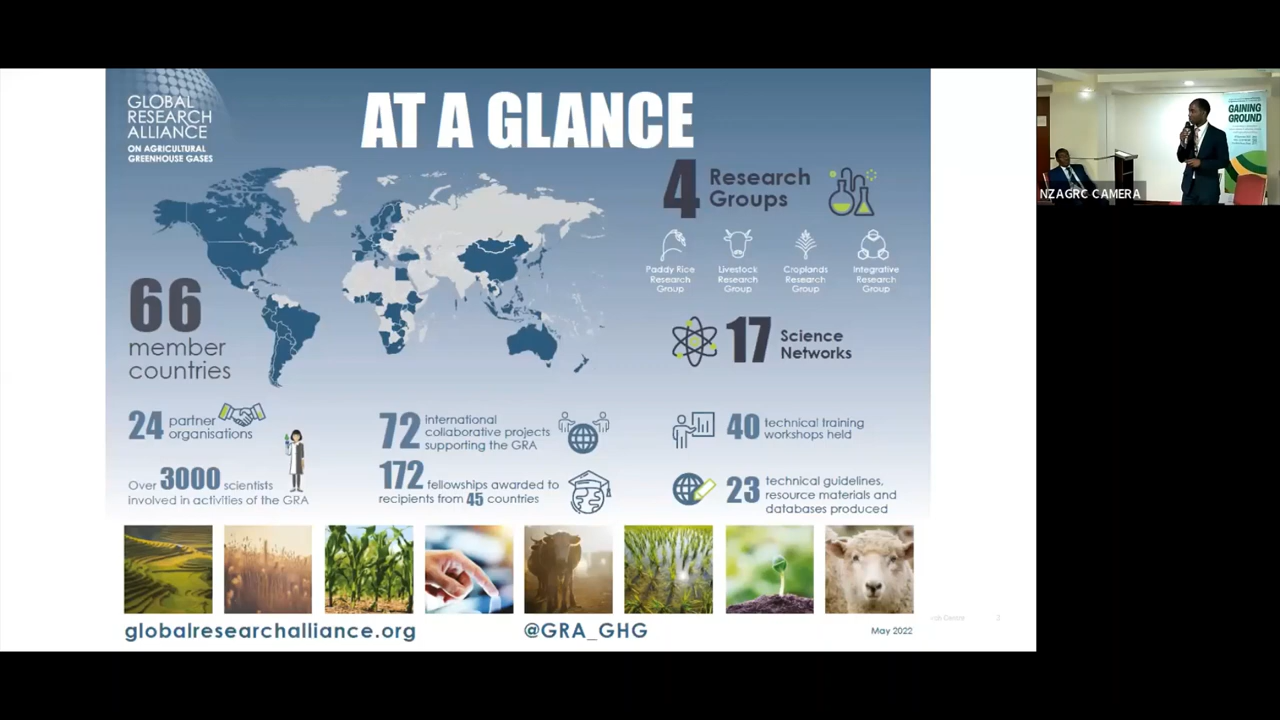 GLOBAL
RESEARCH
ALLIANCE
ON AGRICULTURAL
GREENHOUSE GASES
AT A GLANCE
4 Research
Groups
Paddy Rice
Research
Group
Livestock
Research
Group
Croplands
Research
Group
Integrative
Research
Group
66
member
countries
17 Science
Networks
24 partner
organisations
72 international
collaborative projects
supporting the GRA
40 technical training
workshops held
Over 3000 scientists
involved in activities of the GRA
172 fellowships awarded to
recipients from 45 countries
23 technical guidelines,
resource materials and
databases produced
globalresearchalliance.org
@GRA_GHG
May 2022
2
GAINING
GROUND
NZAGRC CAMERA